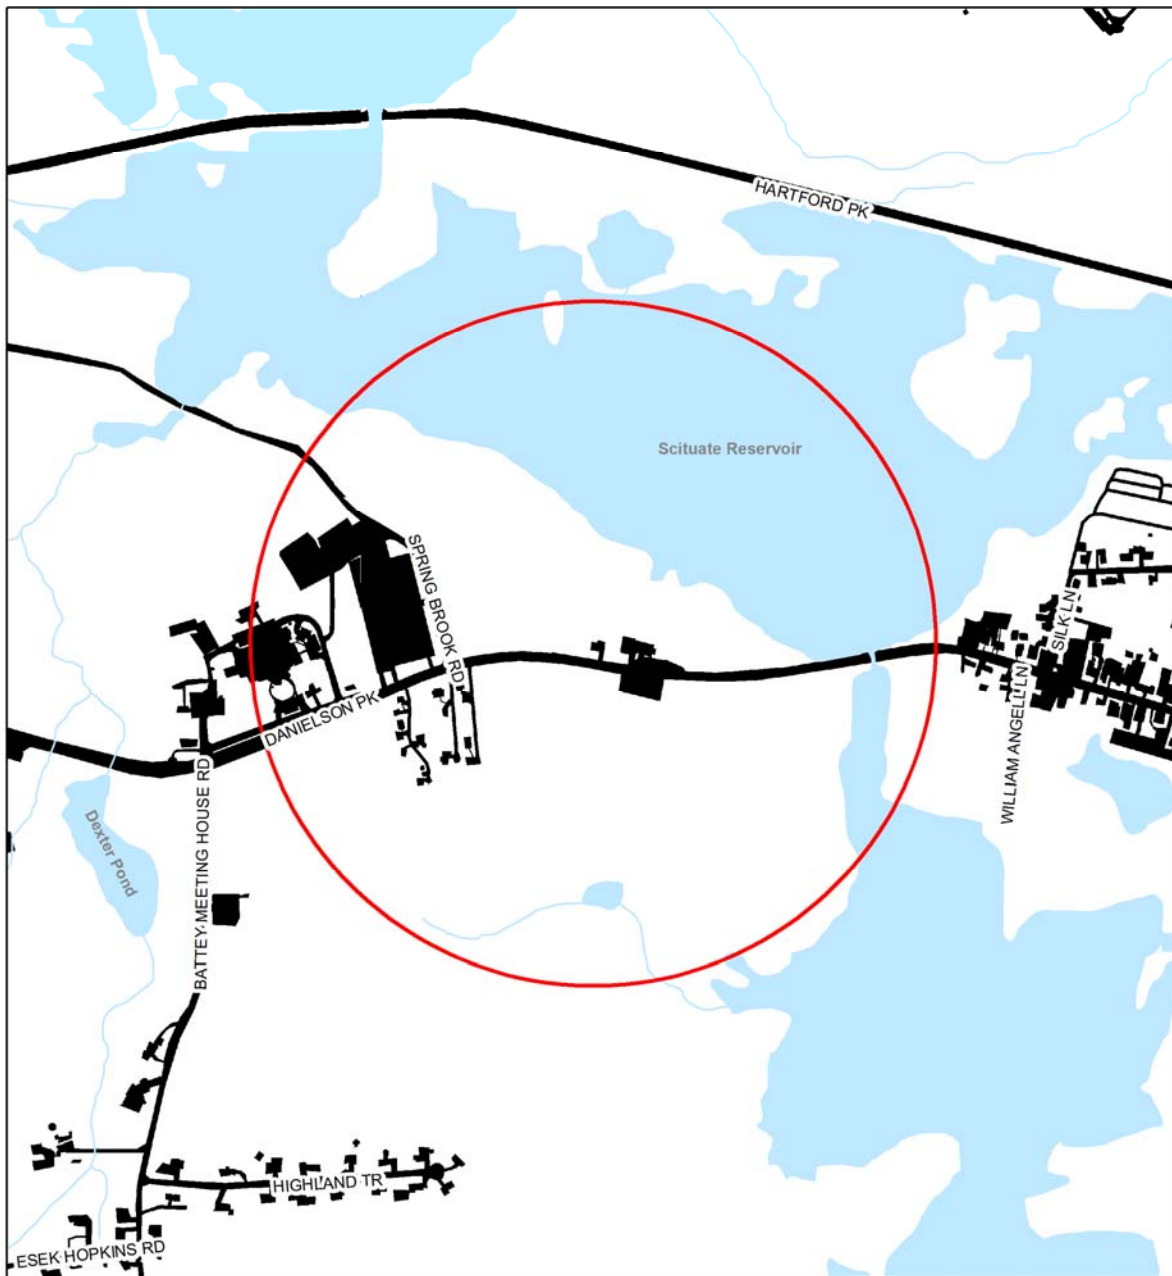 HARTFORD PK
Scituate Reservoir
SPRING BROOK RD
SILK LN
DANIELSON PK
WILLIAM ANGELL LN
BATTEY MEETING HOUSE RD
Dexter Pond
HIGHLAND TR
ESEK HOPKINS RD